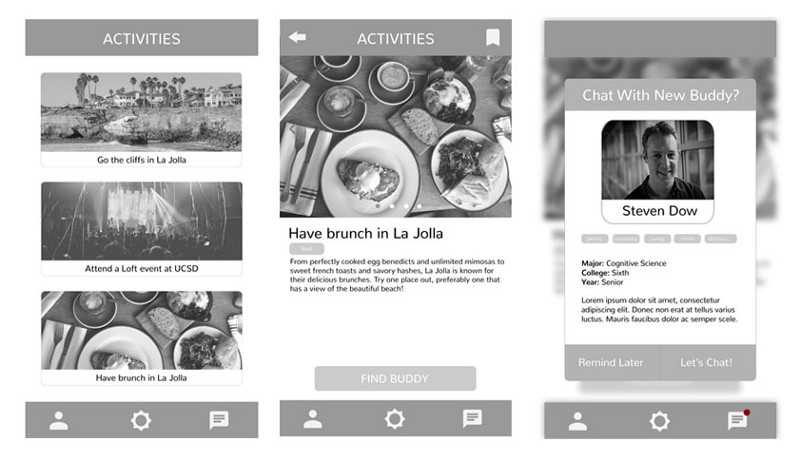 ACTIVITIES
Go the cliffs in La Jolla
Attend a Loft event at UCSD
Have brunch in La Jolla
ACTIVITIES
Have brunch in La Jolla
From perfectly cooked egg benedicts and unlimited mimosas to
sweet french toasts and savory hashes, La Jolla is known for
their delicious brunches. Try one place out, preferably one that
has a view of the beautiful beach!
FIND BUDDY
Chat With New Buddy?
Steven Dow
Major: Cognitive Science
College: Sixth
Year: Senior
Lorem ipsum dolor sit amet, consectetur
adipiscing elit. Donec non erat at tellus varius
luctus. Mauris faucibus dolor ac semper scele.
Remind Later
Let's Chat!